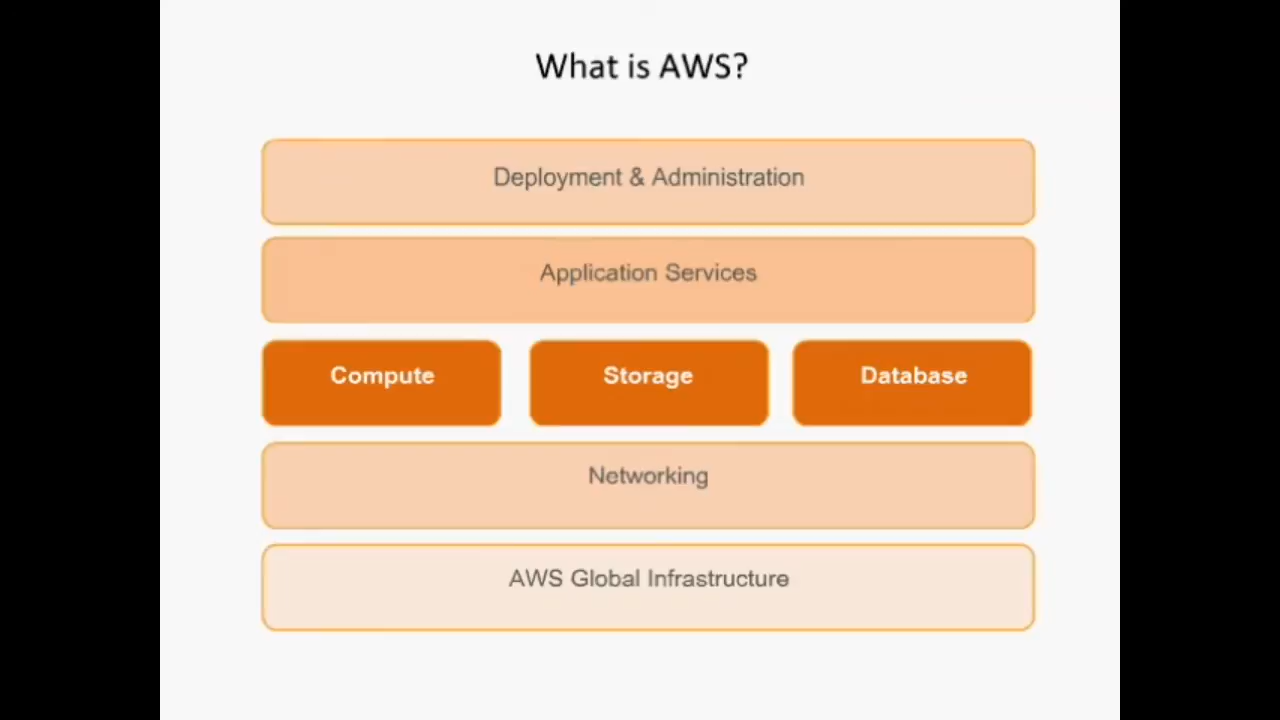 What is AWS?
Deployment & Administration
Application Services
Compute
Storage
Database
Networking
AWS Global Infrastructure